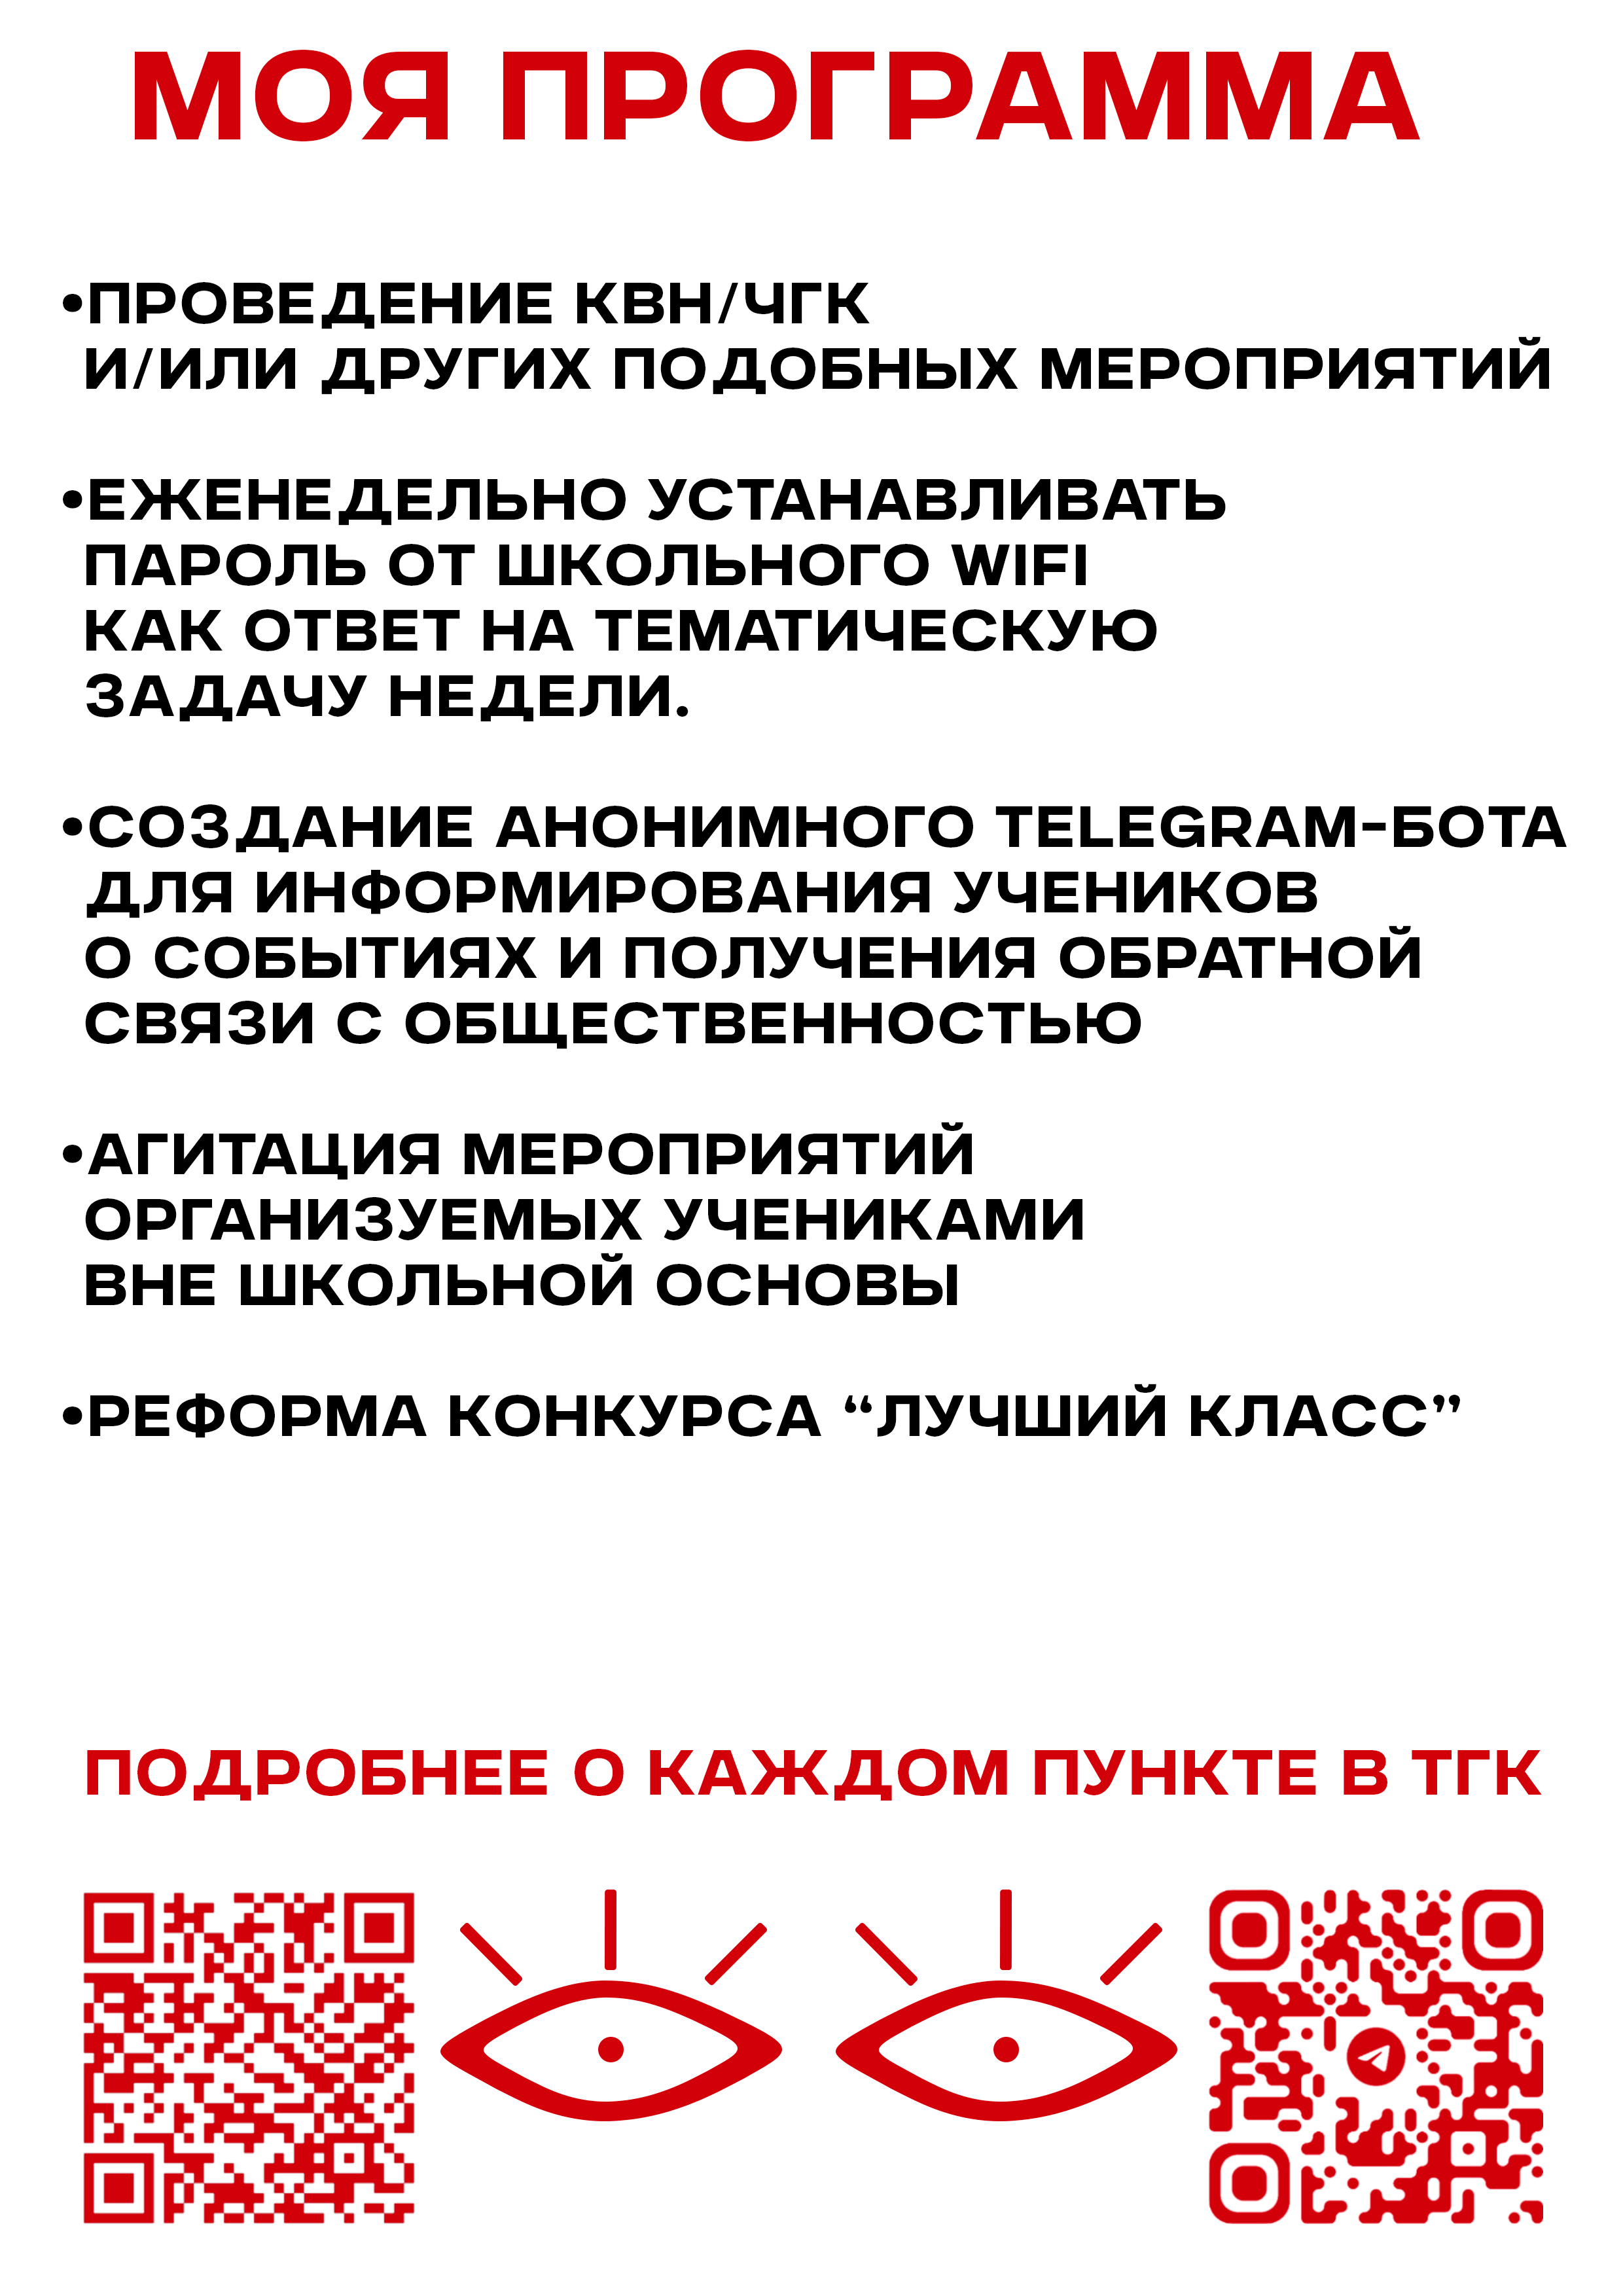 МОЯ ПРОГРАММА
•ПРОВЕДЕНИЕ КВН/ЧГК
И/ИЛИ ДРУГИХ ПОДОБНЫХ МЕРОПРИЯТИЙ
•ЕЖЕНЕДЕЛЬНО УСТАНАВЛИВАТЬ
ПАРОЛЬ ОТ ШКОЛЬНОГО WIFI
КАК ОТВЕТ НА ТЕМАТИЧЕСКУЮ
ЗАДАЧУ НЕДЕЛИ.
•СОЗДАНИЕ АНОНИМНОГО TELEGRAM-БОТА
ДЛЯ ИНФОРМИРОВАНИЯ УЧЕНИКОВ
О СОБЫТИЯХ И ПОЛУЧЕНИЯ ОБРАТНОЙ
СВЯЗИ С ОБЩЕСТВЕННОСТЬЮ
•АГИТАЦИЯ МЕРОПРИЯТИЙ
ОРГАНИЗУЕМЫХ УЧЕНИКАМИ
ВНЕ ШКОЛЬНОЙ ОСНОВЫ
•РЕФОРМА КОНКУРСА “ЛУЧШИЙ КЛАСС”
ПОДРОБНЕЕ О КАЖДОМ ПУНКТЕ В ТГК